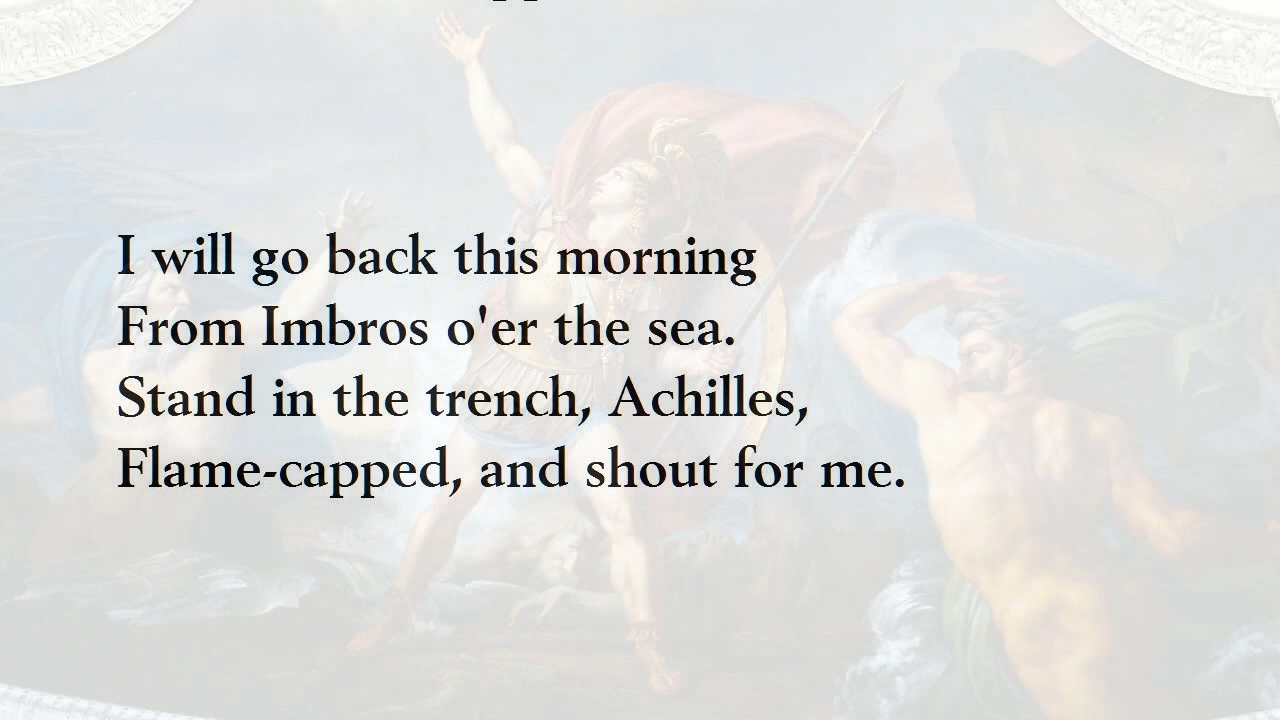 I will go back this morning
From Imbros o'er the sea.
Stand in the trench, Achilles,
Flame-capped, and shout for me.